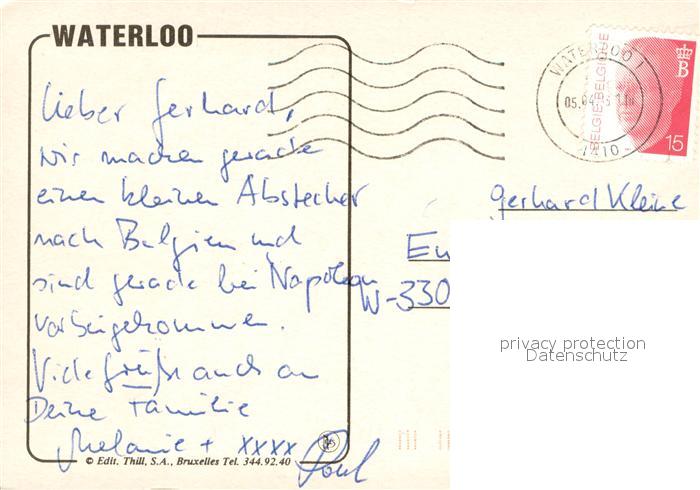 WATERLOO
Lieber Gerhard,
wir machen gerade
einen kleinen Abstecher
nach Belgien und
sind gerade bei Napoleon
vorbeigekommen.
Viele Grüße auch an
Deine Familie
Melanie + xxxx
Paul
© Edit. Thill, S.A., Bruxelles Tel. 344.92.40
WATERLOO 1
1410
BELGIE-BELGIQUE
B
15
Gerhard Kleine
W-330
privacy protection
Datenschutz